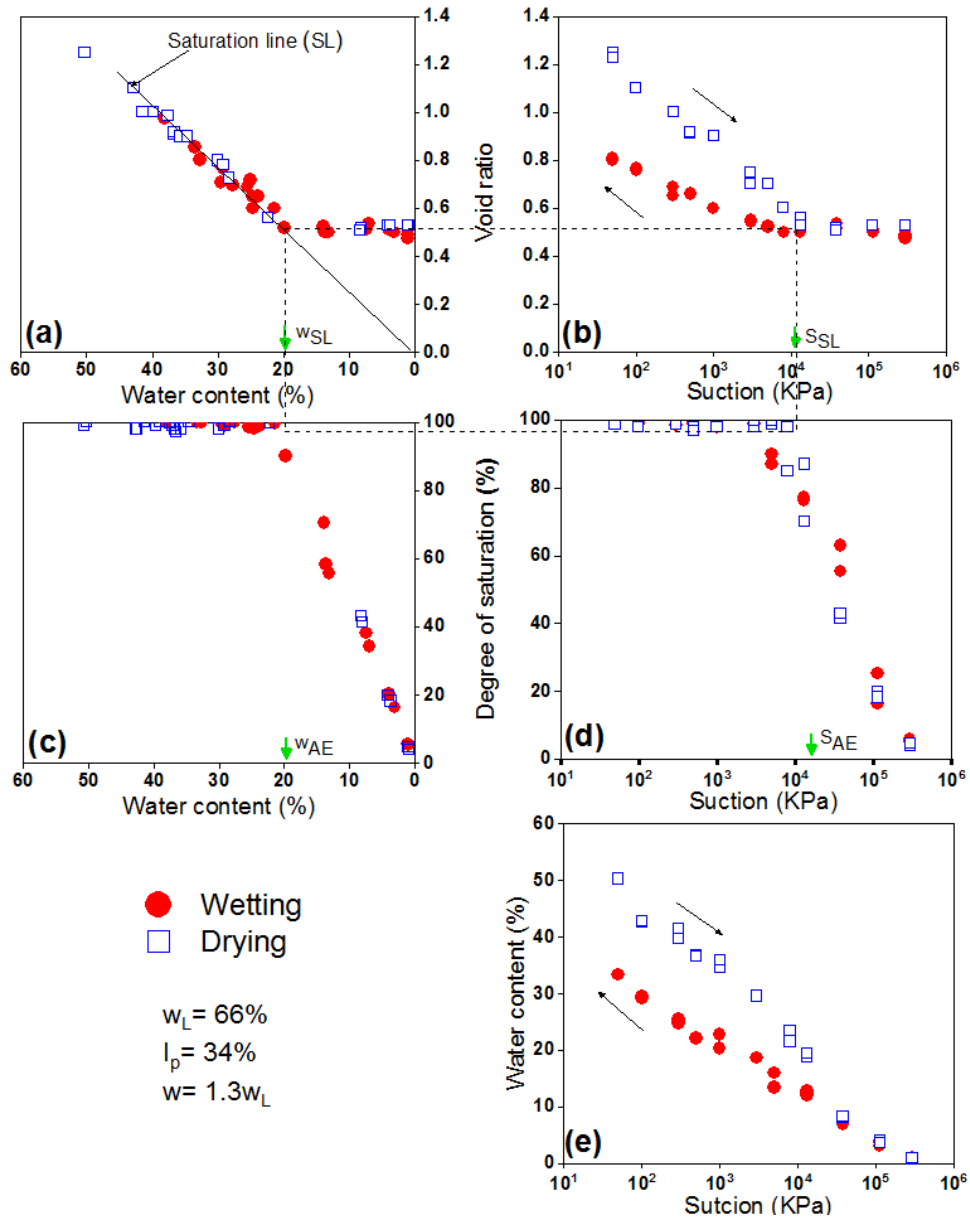 1.4
1.2
1.0
0.8
0.6
0.4
0.2
0.0
Saturation line (SL)
(a)
wSL
60 50 40 30 20 10 0
Water content (%)
Void ratio
1.4
1.2
1.0
0.8
0.6
0.4
0.2
0.0
(b)
SSL
10¹ 10² 10³ 10⁴ 10⁵ 10⁶
Suction (KPa)
100
80
60
40
20
0
(c)
wAE
60 50 40 30 20 10 0
Water content (%)
Degree of saturation (%)
100
80
60
40
20
0
(d)
SAE
10¹ 10² 10³ 10⁴ 10⁵ 10⁶
Suction (KPa)
Wetting
Drying
wL= 66%
Ip= 34%
w= 1.3wL
Water content (%)
60
50
40
30
20
10
0
(e)
10¹ 10² 10³ 10⁴ 10⁵ 10⁶
Sutcion (KPa)